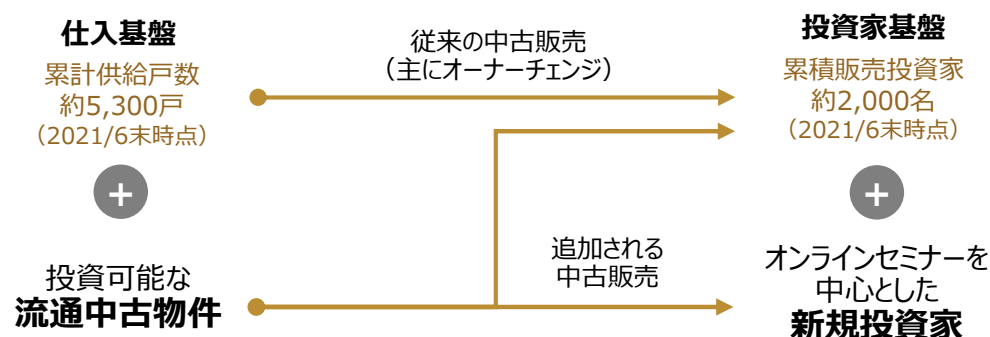 仕入基盤
累計供給戸数
約5,300戸
（2021/6末時点）
+
投資可能な
流通中古物件
従来の中古販売
（主にオーナーチェンジ）
追加される
中古販売
投資家基盤
累積販売投資家
約2,000名
（2021/6末時点）
+
オンラインセミナーを
中心とした
新規投資家